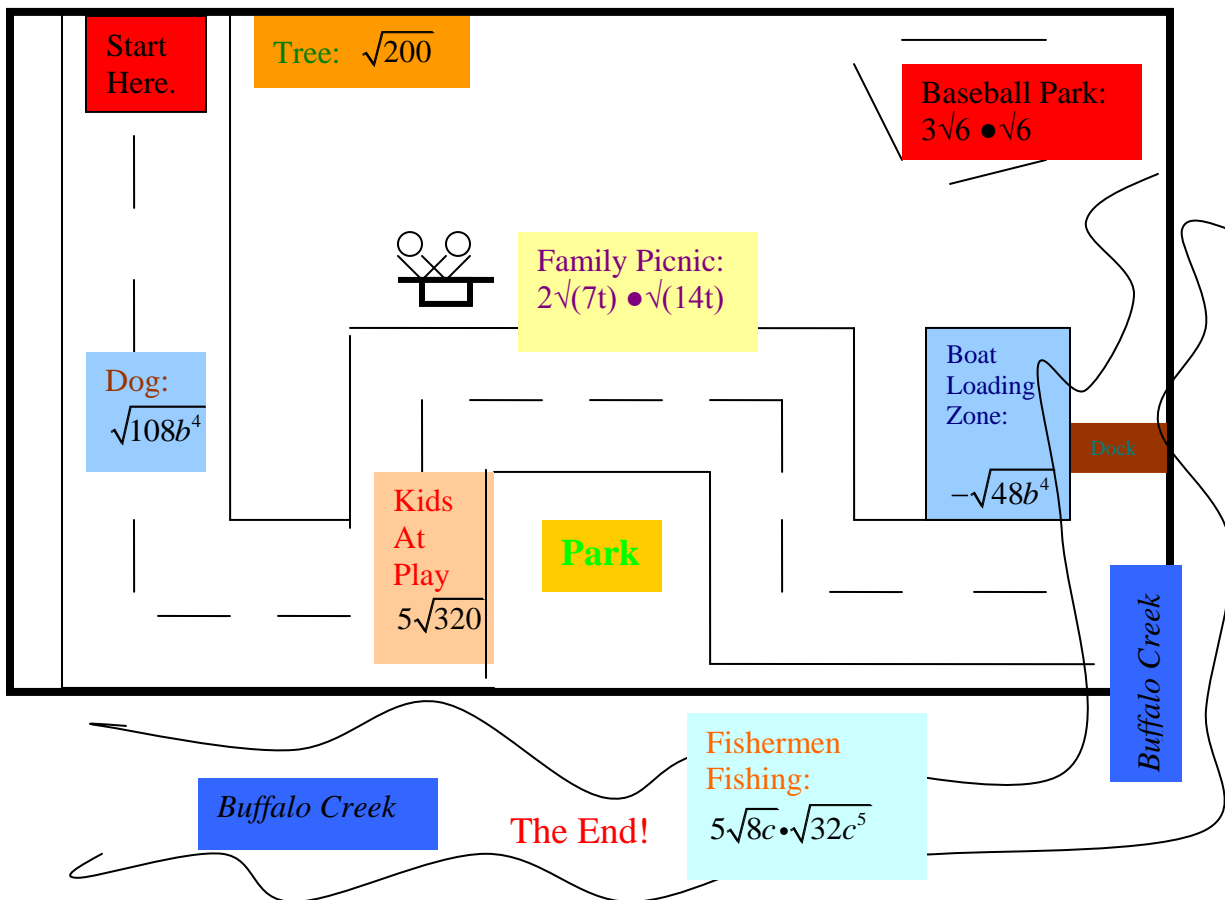 Start
Here.
Tree: √200
Baseball Park:
3√6 ●√6
Family Picnic:
2√(7t) ●√(14t)
Dog:
√108b⁴
Boat
Loading
Zone:
−√48b⁴
Dock
Kids
At
Play
5√320
Park
Buffalo Creek
Fishermen
Fishing:
5√8c•√32c⁵
Buffalo Creek
The End!